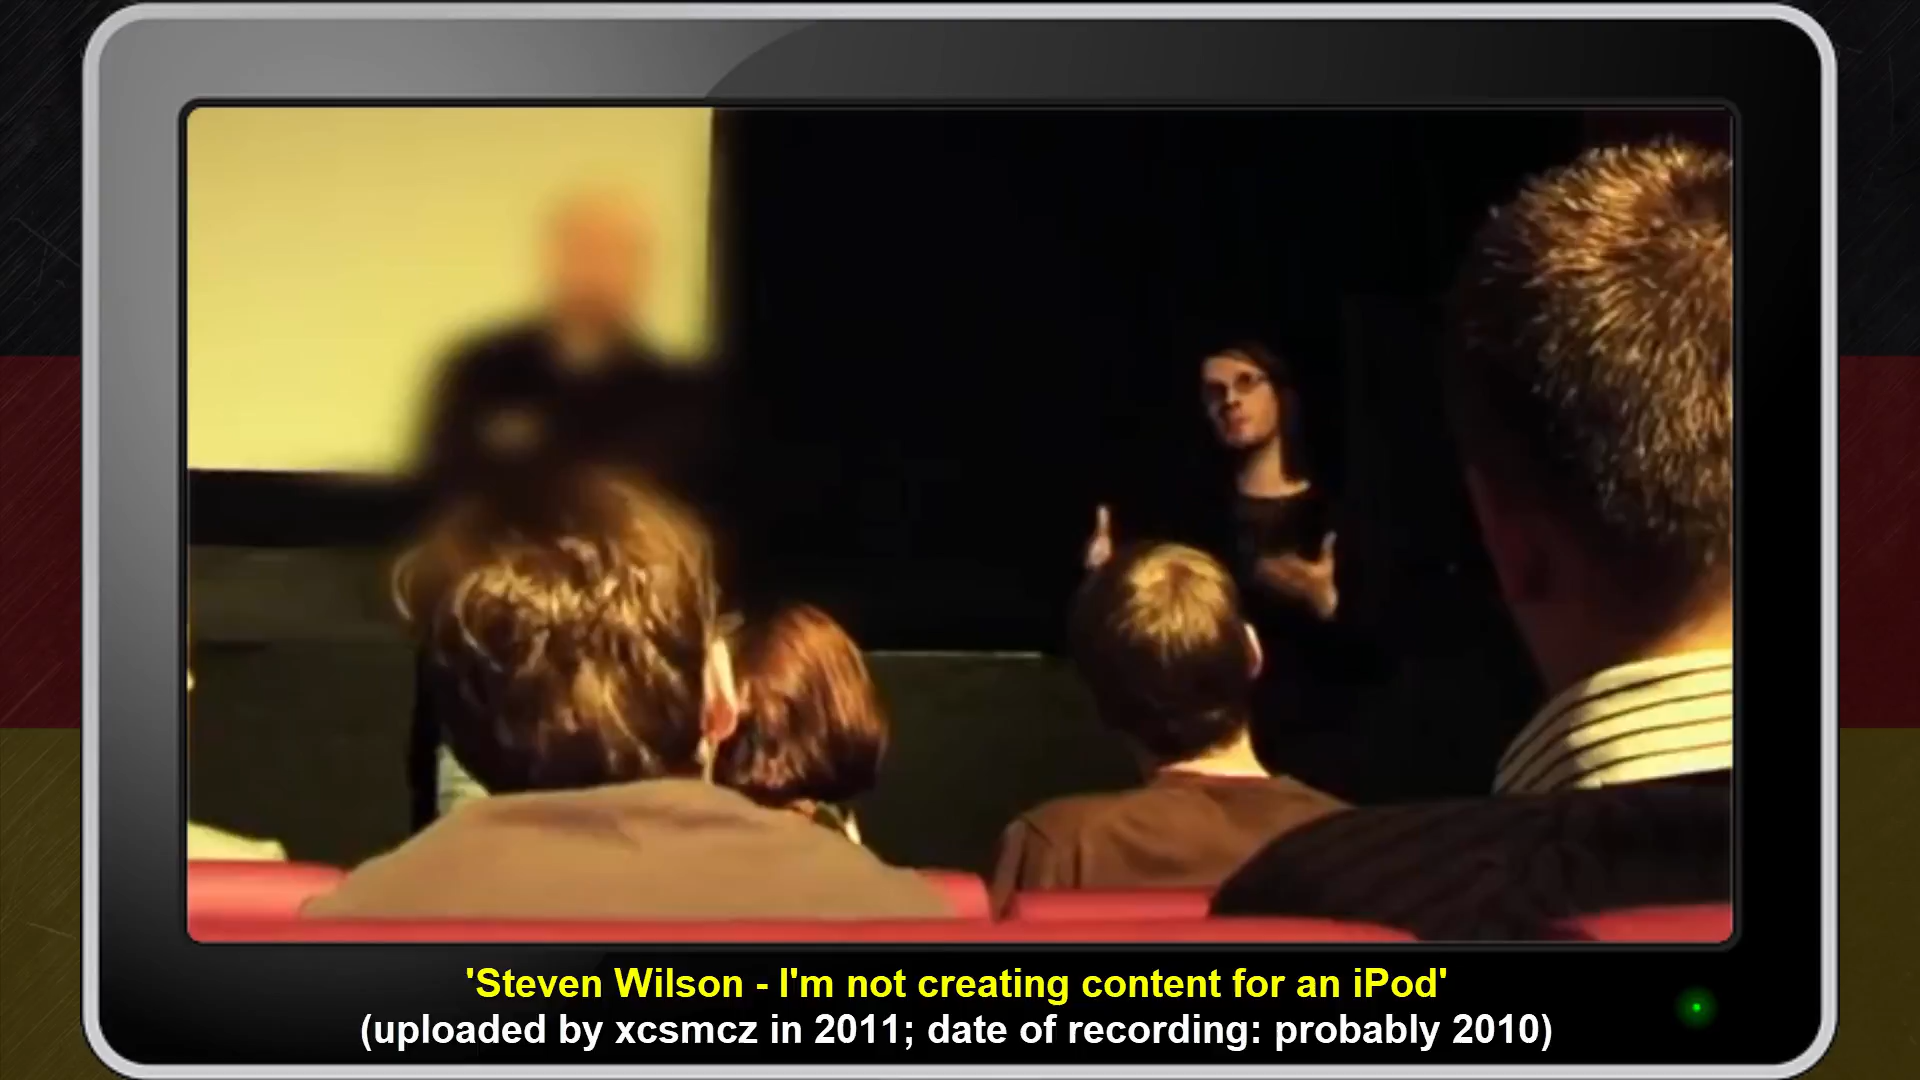 'Steven Wilson - I'm not creating content for an iPod'
(uploaded by xcsmcz in 2011; date of recording: probably 2010)